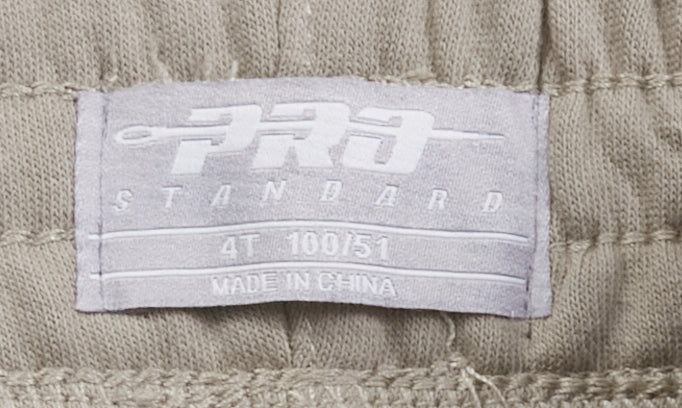 PRO
STANDARD
4T 100/51
MADE IN CHINA